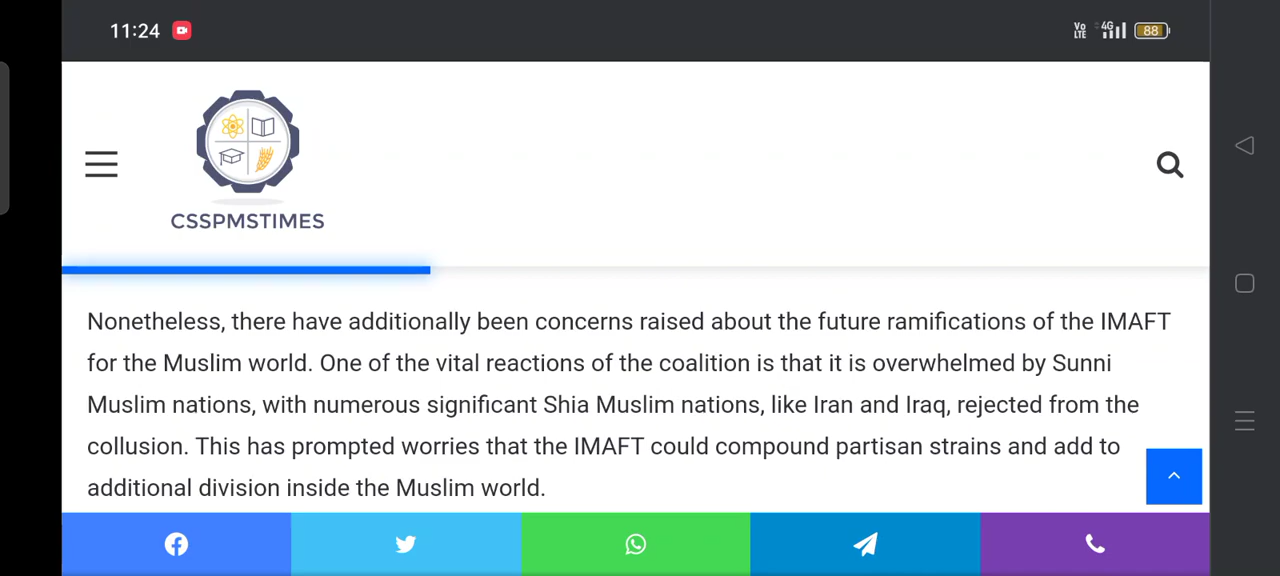 11:24
Vo LTE 4G 88
CSSPMSTIMES
Nonetheless, there have additionally been concerns raised about the future ramifications of the IMAFT
for the Muslim world. One of the vital reactions of the coalition is that it is overwhelmed by Sunni
Muslim nations, with numerous significant Shia Muslim nations, like Iran and Iraq, rejected from the
collusion. This has prompted worries that the IMAFT could compound partisan strains and add to
additional division inside the Muslim world.